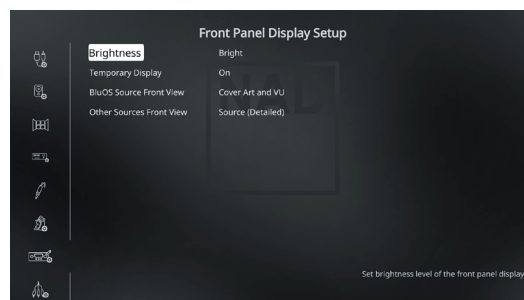 Front Panel Display Setup
Brightness Bright
Temporary Display On
BluOS Source Front View Cover Art and VU
Other Sources Front View Source (Detailed)
NAD
Set brightness level of the front panel display